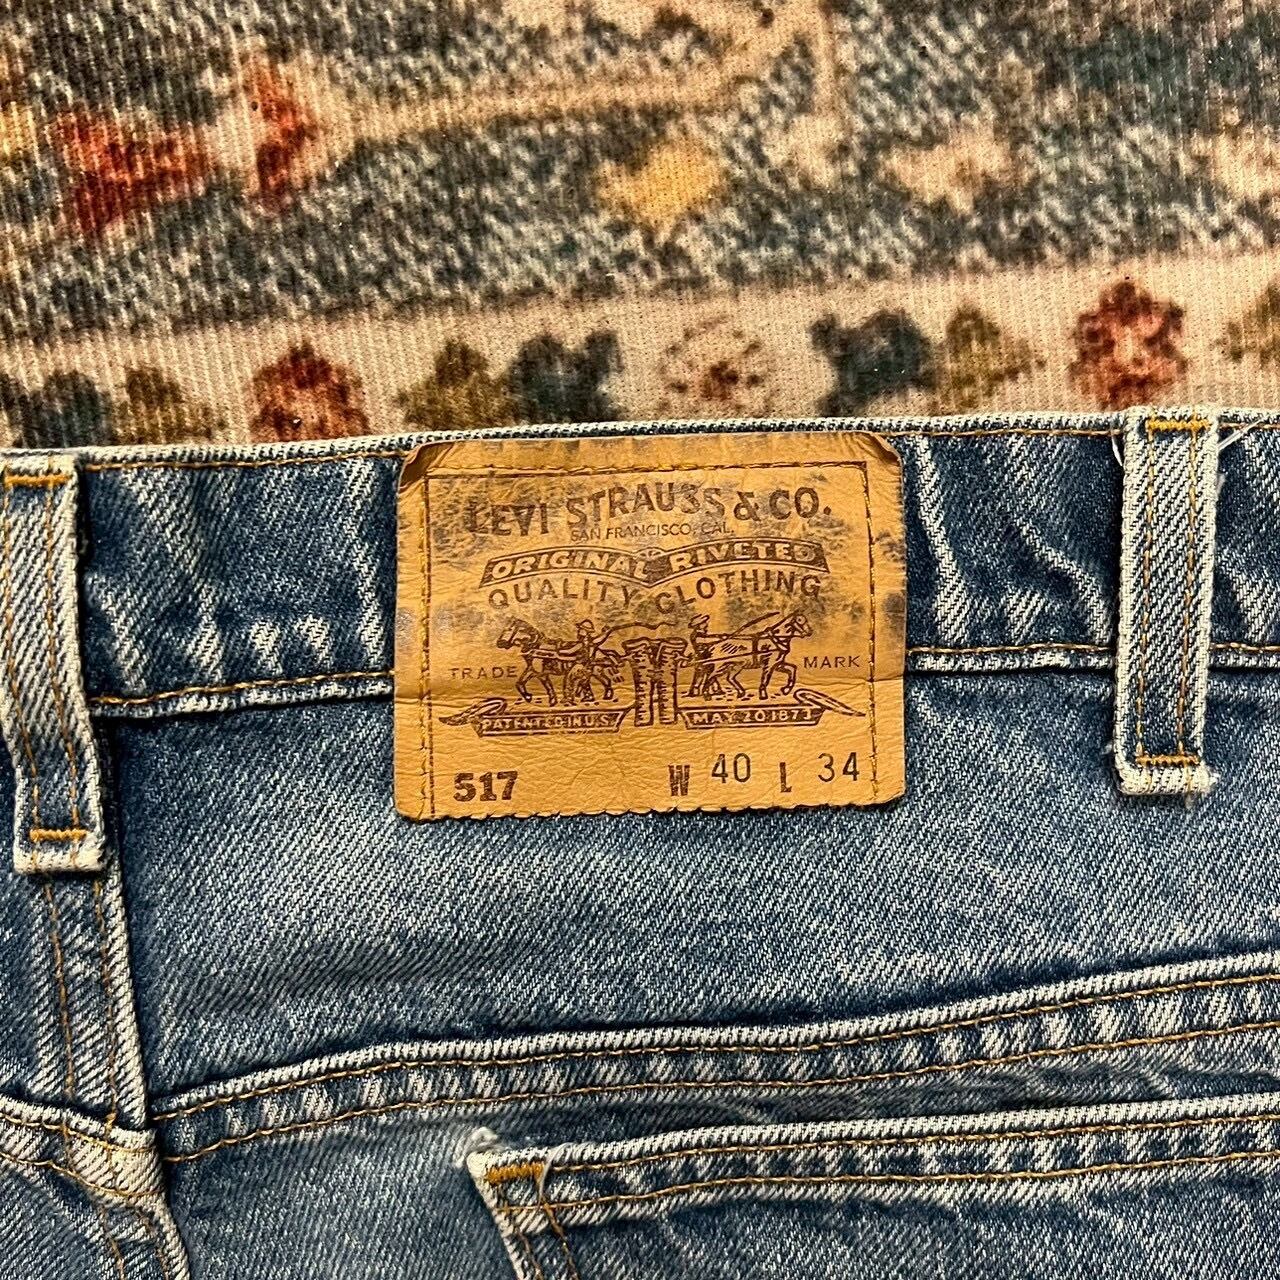 LEVI STRAUSS & CO.
SAN FRANCISCO, CAL.
ORIGINAL RIVETED
QUALITY CLOTHING
TRADE MARK
PATENTED IN U.S. MAY 20 1873
517 W 40 L 34